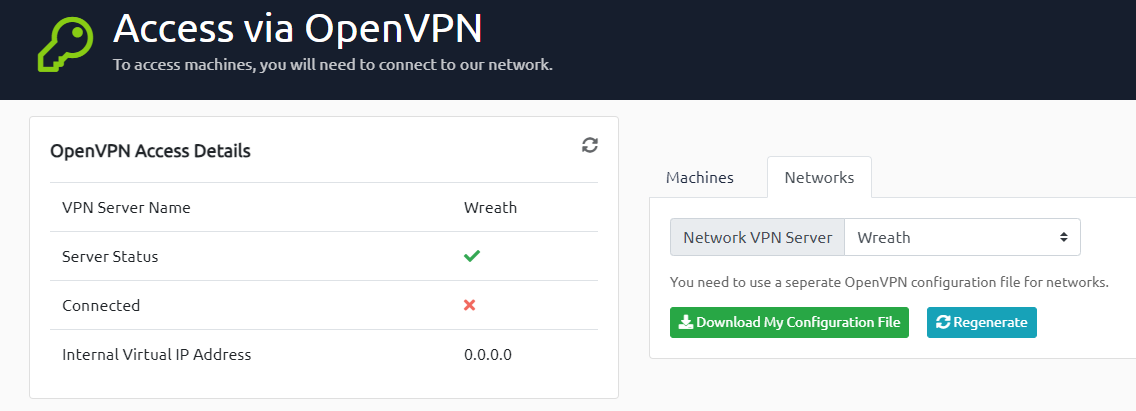 Access via OpenVPN
To access machines, you will need to connect to our network.
OpenVPN Access Details
VPN Server Name Wreath
Server Status
Connected
Internal Virtual IP Address 0.0.0.0
Machines Networks
Network VPN Server Wreath
You need to use a seperate OpenVPN configuration file for networks.
Download My Configuration File Regenerate